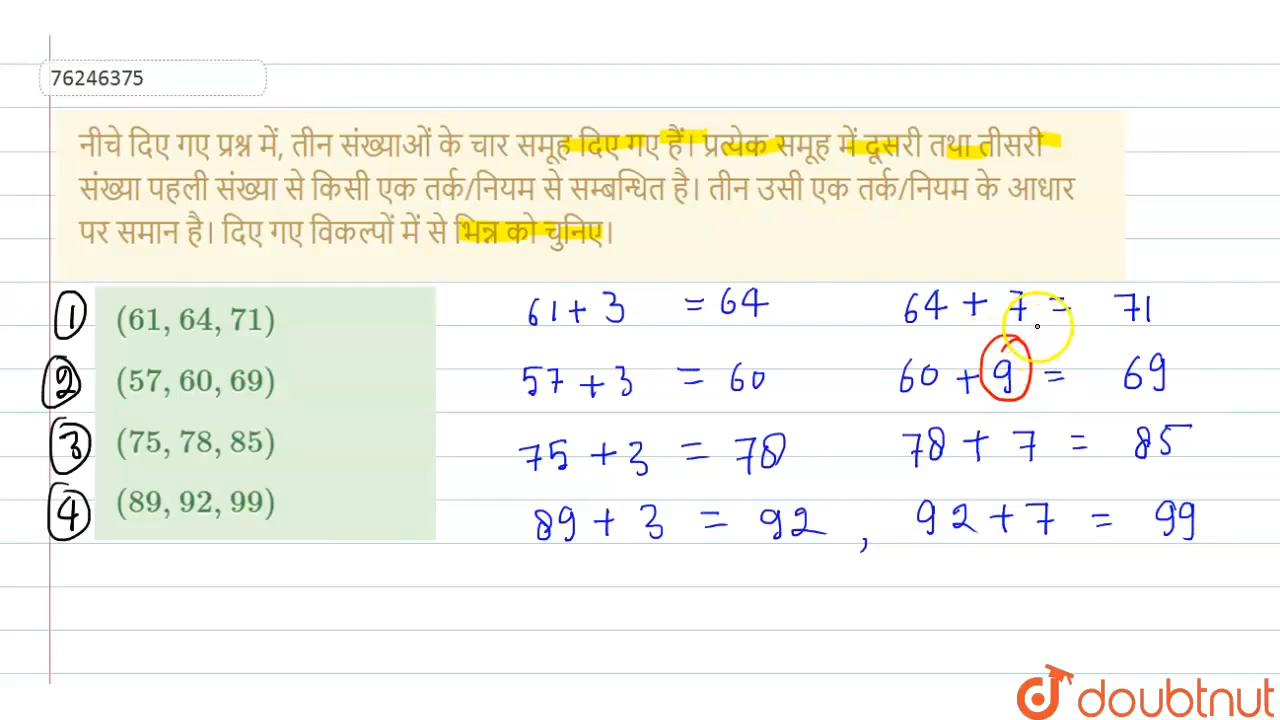 76246375
नीचे दिए गए प्रश्न में, तीन संख्याओं के चार समूह दिए गए हैं। प्रत्येक समूह में दूसरी तथा तीसरी
संख्या पहली संख्या से किसी एक तर्क/नियम से सम्बन्धित है। तीन उसी एक तर्क/नियम के आधार
पर समान है। दिए गए विकल्पों में से भिन्न को चुनिए।
1 (61, 64, 71) 61 + 3 = 64 64 + 7 = 71
2 (57, 60, 69) 57 + 3 = 60 60 + 9 = 69
3 (75, 78, 85) 75 + 3 = 78 78 + 7 = 85
4 (89, 92, 99) 89 + 3 = 92 , 92 + 7 = 99
doubtnut